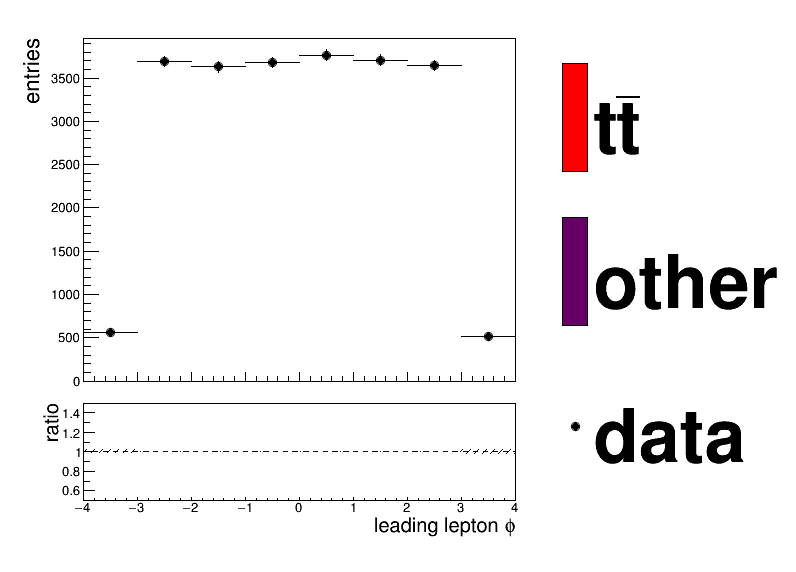 entries
3500
3000
2500
2000
1500
1000
500
0
ratio
1.4
1.2
1
0.8
0.6
−4 −3 −2 −1 0 1 2 3 4
leading lepton ϕ
tt̅
other
data